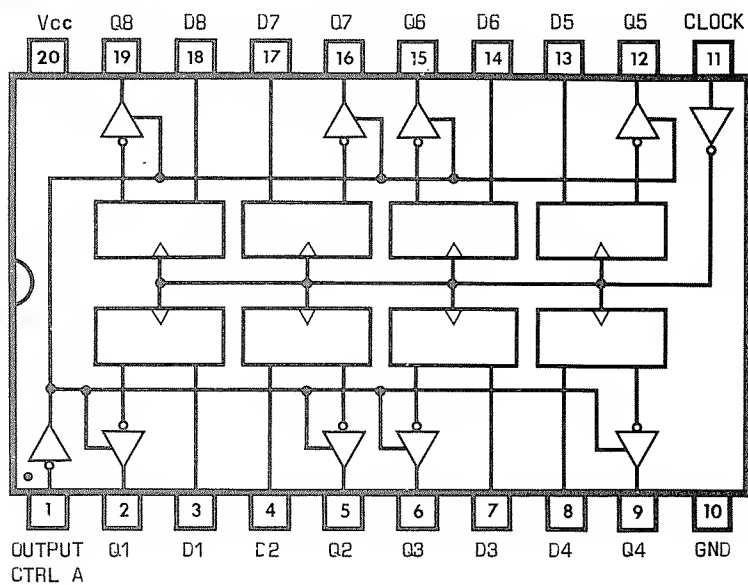 Vcc Q8 D8 D7 Q7 Q6 D6 D5 Q5 CLOCK
20 19 18 17 16 15 14 13 12 11
1 2 3 4 5 6 7 8 9 10
OUTPUT Q1 D1 D2 Q2 Q3 D3 D4 Q4 GND
CTRL A